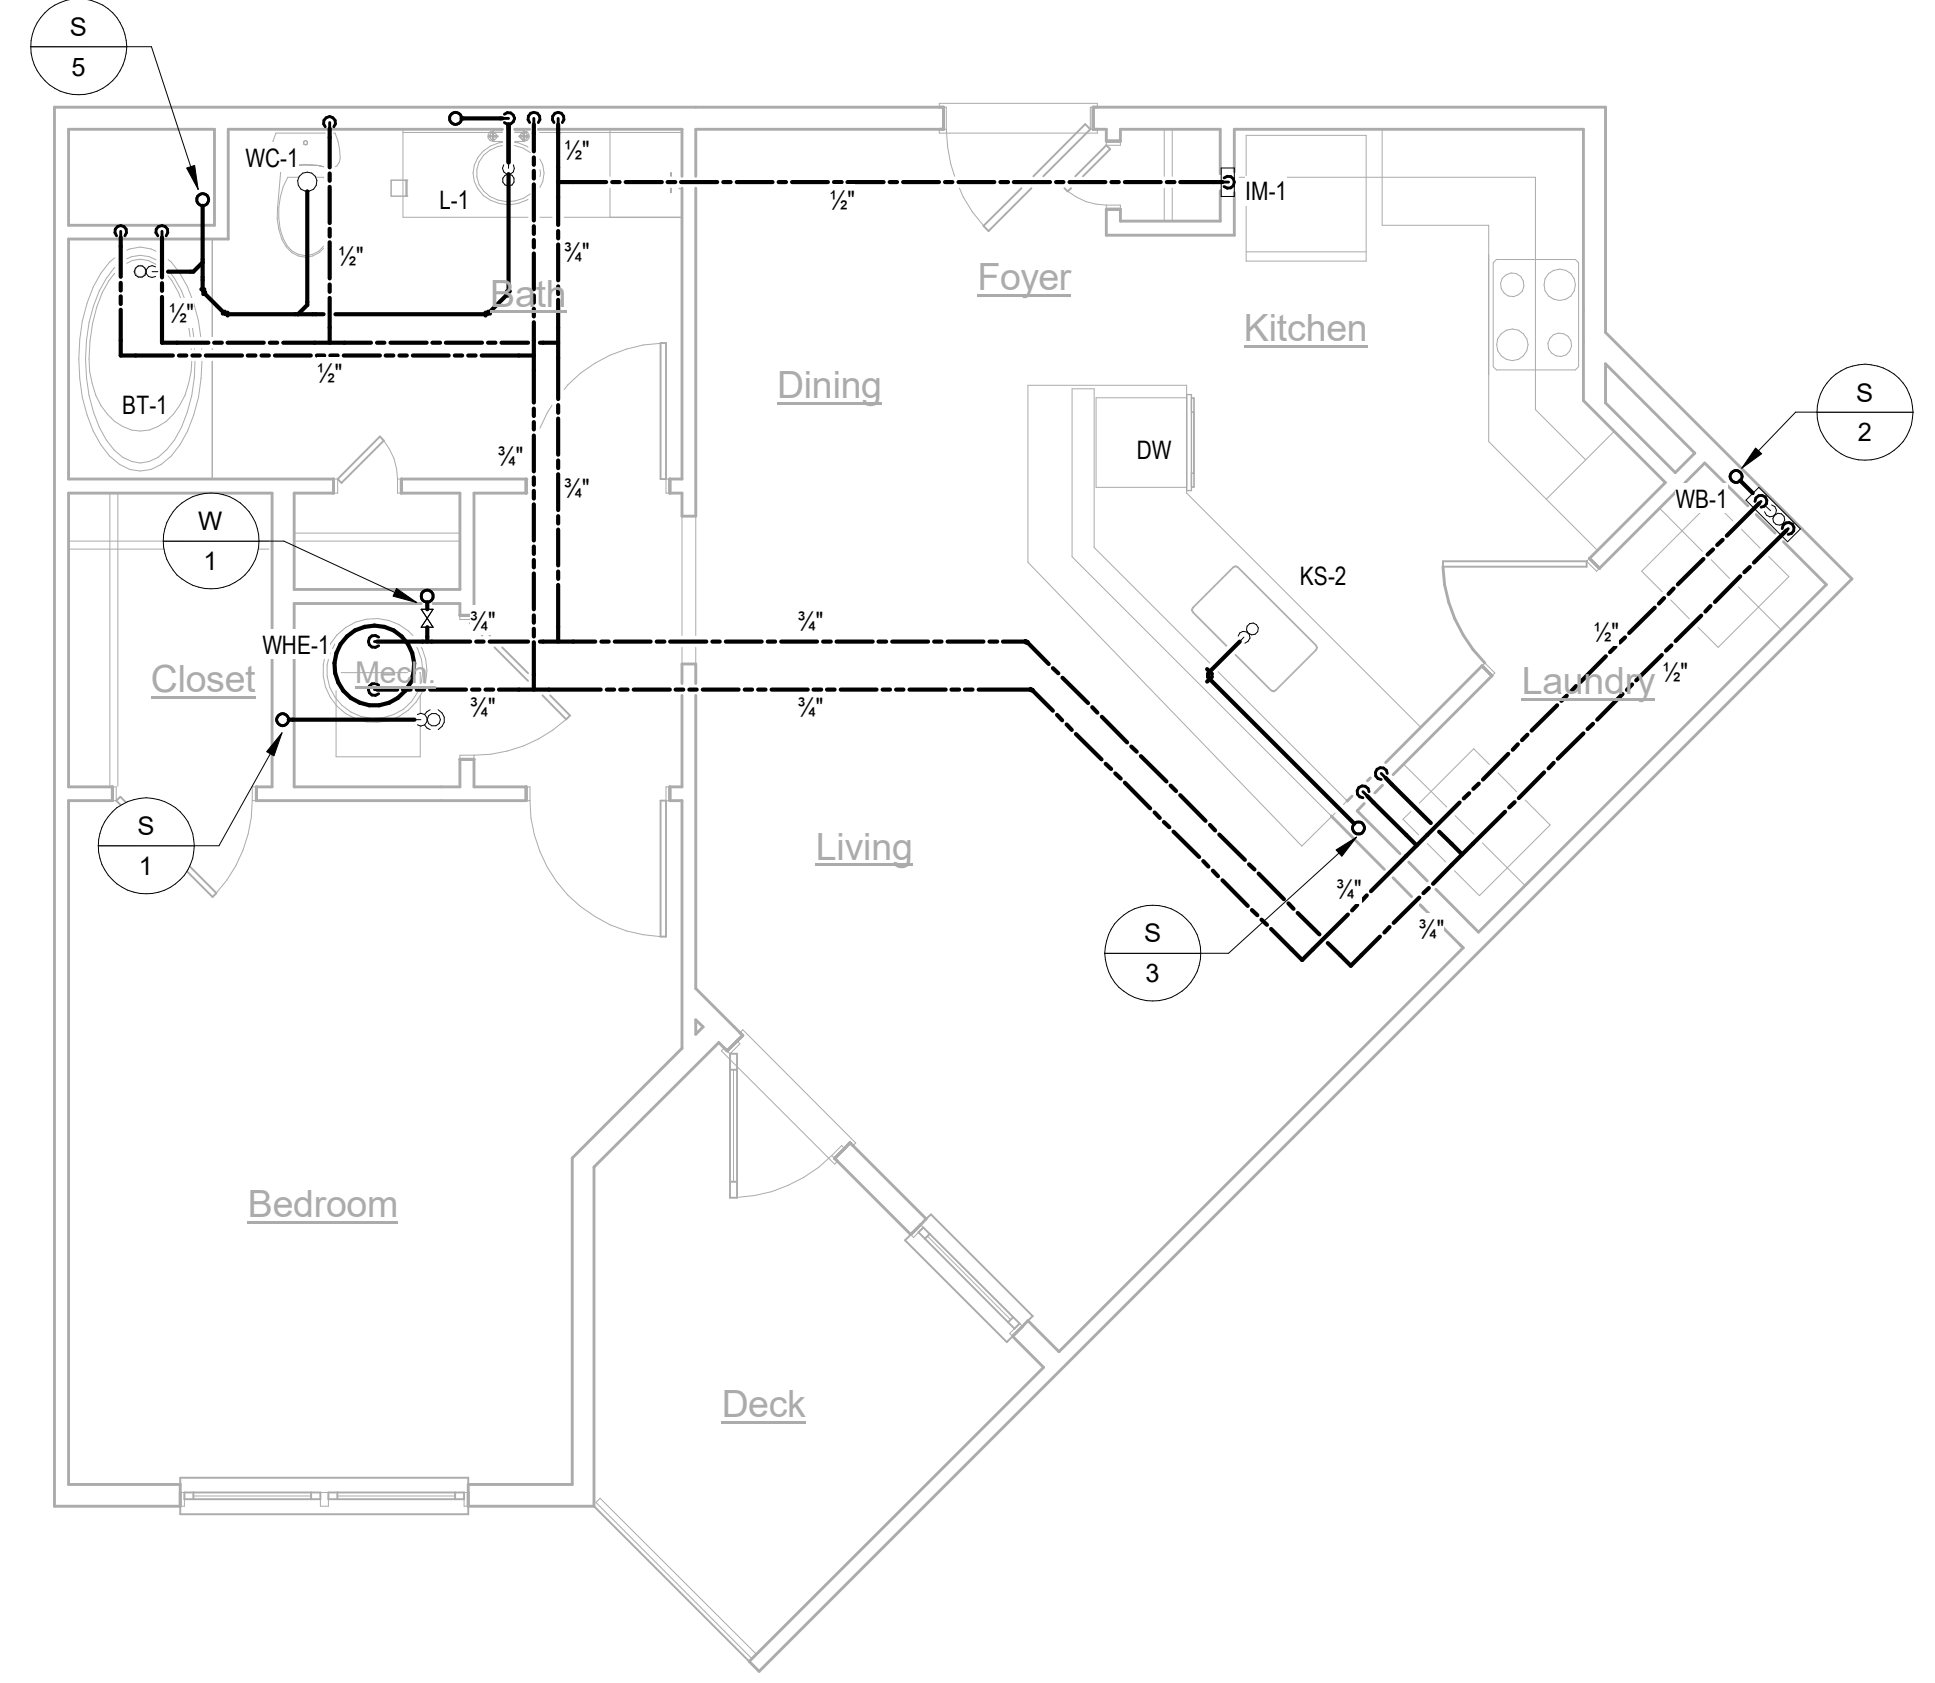 S
5
WC-1
½"
L-1
½"
IM-1
½"
¾"
Foyer
Bath
½"
Kitchen
½"
Dining
S
2
BT-1
DW
¾"
¾"
WB-1
W
1
KS-2
¾"
¾"
½"
WHE-1
Closet
Mech.
Laundry
½"
¾"
¾"
S
1
Living
¾"
¾"
S
3
Bedroom
Deck